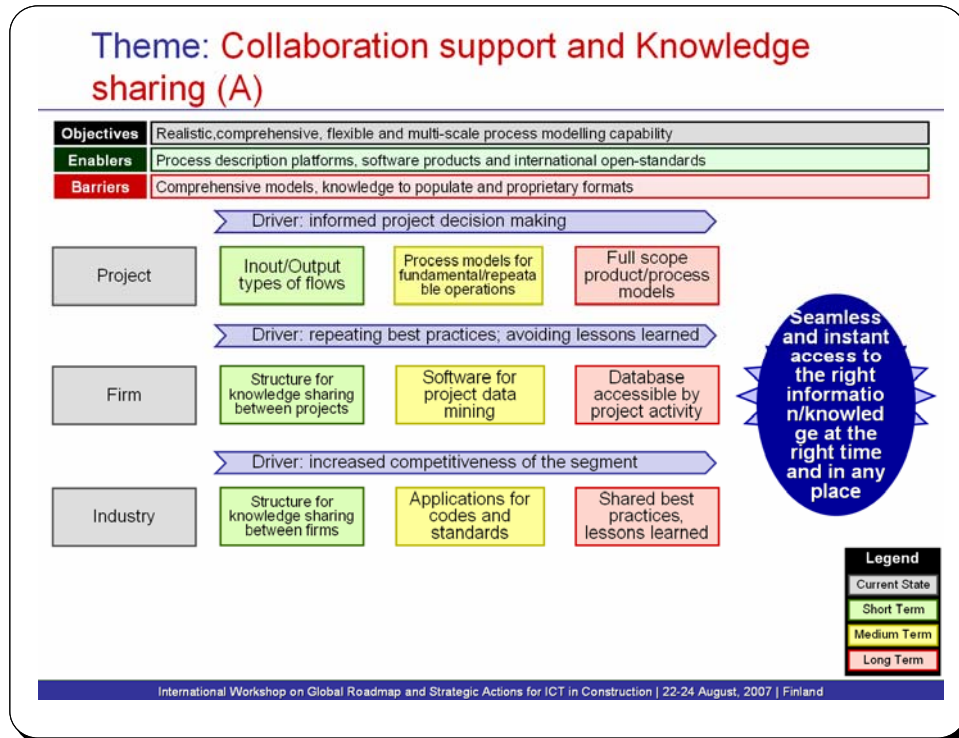 Theme: Collaboration support and Knowledge
sharing (A)
Objectives
Realistic,comprehensive, flexible and multi-scale process modelling capability
Enablers
Process description platforms, software products and international open-standards
Barriers
Comprehensive models, knowledge to populate and proprietary formats
Driver: informed project decision making
Project
Inout/Output
types of flows
Process models for
fundamental/repeata
ble operations
Full scope
product/process
models
Driver: repeating best practices; avoiding lessons learned
Firm
Structure for
knowledge sharing
between projects
Software for
project data
mining
Database
accessible by
project activity
Driver: increased competitiveness of the segment
Industry
Structure for
knowledge sharing
between firms
Applications for
codes and
standards
Shared best
practices,
lessons learned
Seamless
and instant
access to
the right
informatio
n/knowled
ge at the
right time
and in any
place
Legend
Current State
Short Term
Medium Term
Long Term
International Workshop on Global Roadmap and Strategic Actions for ICT in Construction | 22-24 August, 2007 | Finland